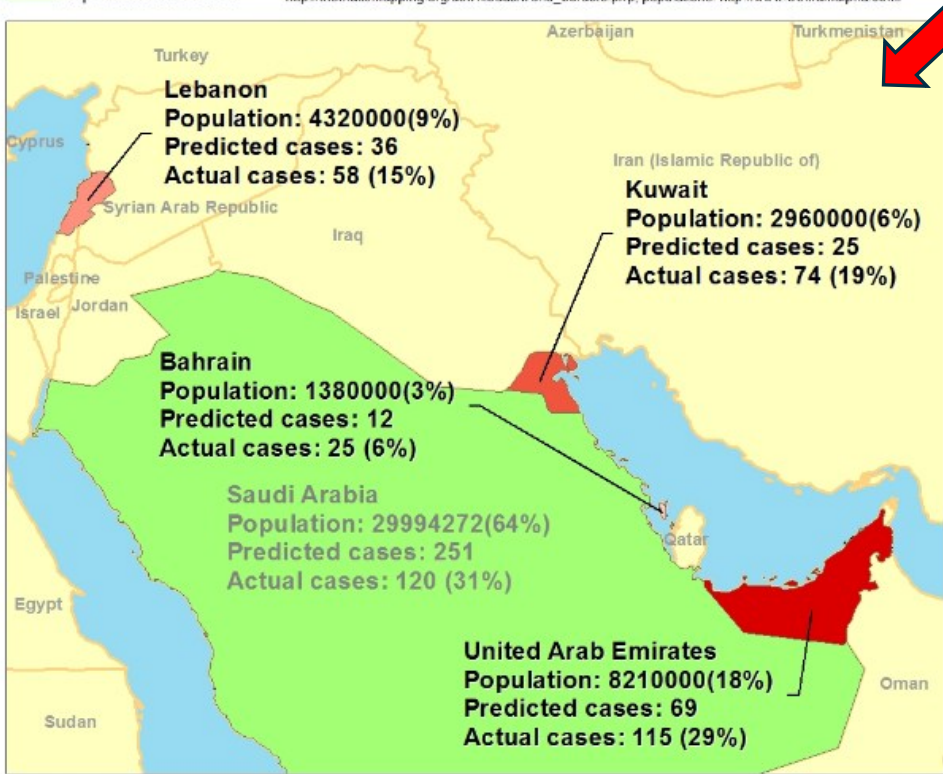 Azerbaijan
Turkmenistan
Turkey
Lebanon
Population: 4320000(9%)
Predicted cases: 36
Actual cases: 58 (15%)
Cyprus
Syrian Arab Republic
Iran (Islamic Republic of)
Kuwait
Population: 2960000(6%)
Predicted cases: 25
Actual cases: 74 (19%)
Iraq
Palestine
Israel
Jordan
Bahrain
Population: 1380000(3%)
Predicted cases: 12
Actual cases: 25 (6%)
Saudi Arabia
Population: 29994272(64%)
Predicted cases: 251
Actual cases: 120 (31%)
Qatar
Egypt
United Arab Emirates
Population: 8210000(18%)
Predicted cases: 69
Actual cases: 115 (29%)
Oman
Sudan